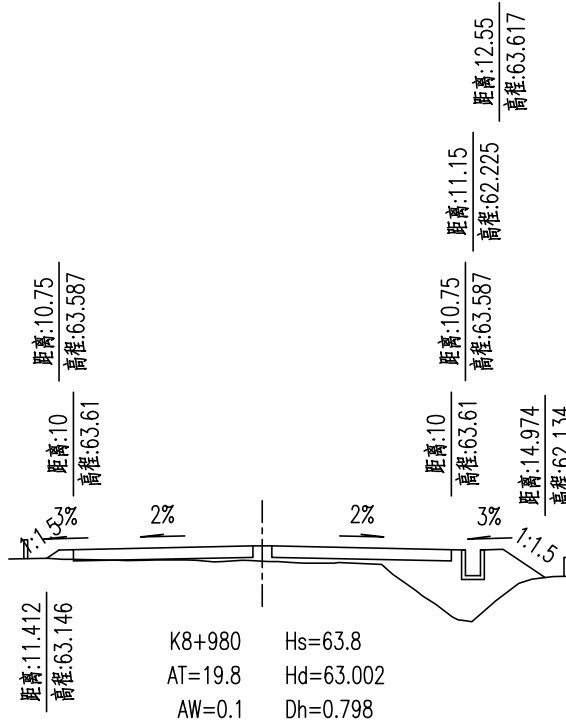 距离:12.55
高程:63.617
距离:11.15
高程:62.225
距离:10.75
高程:63.587
距离:10.75
高程:63.587
距离:10
高程:63.61
距离:10
高程:63.61
距离:14.974
高程:62.134
1:1.5
3%
2%
2%
3%
1:1.5
距离:11.412
高程:63.146
K8+980
Hs=63.8
AT=19.8
Hd=63.002
AW=0.1
Dh=0.798